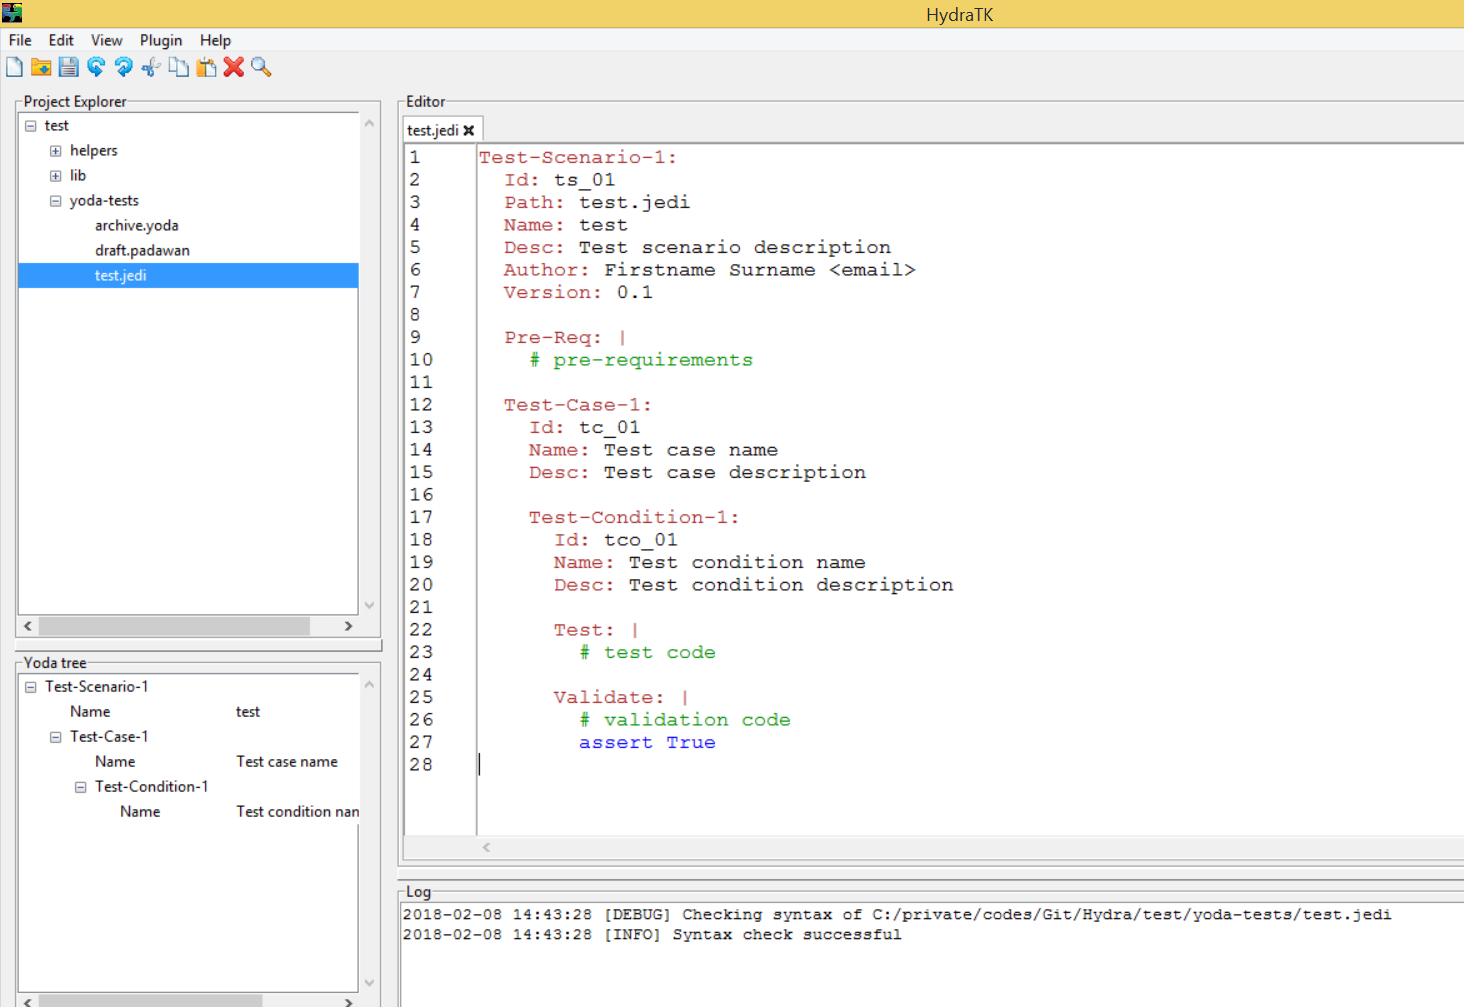 HydraTK
File Edit View Plugin Help
Project Explorer
test
helpers
lib
yoda-tests
archive.yoda
draft.padawan
test.jedi
Yoda tree
Test-Scenario-1
Name test
Test-Case-1
Name Test case name
Test-Condition-1
Name Test condition nan
Editor
test.jedi
1 Test-Scenario-1:
2 Id: ts_01
3 Path: test.jedi
4 Name: test
5 Desc: Test scenario description
6 Author: Firstname Surname <email>
7 Version: 0.1
8
9 Pre-Req: |
10 # pre-requirements
11
12 Test-Case-1:
13 Id: tc_01
14 Name: Test case name
15 Desc: Test case description
16
17 Test-Condition-1:
18 Id: tco_01
19 Name: Test condition name
20 Desc: Test condition description
21
22 Test: |
23 # test code
24
25 Validate: |
26 # validation code
27 assert True
28
Log
2018-02-08 14:43:28 [DEBUG] Checking syntax of C:/private/codes/Git/Hydra/test/yoda-tests/test.jedi
2018-02-08 14:43:28 [INFO] Syntax check successful